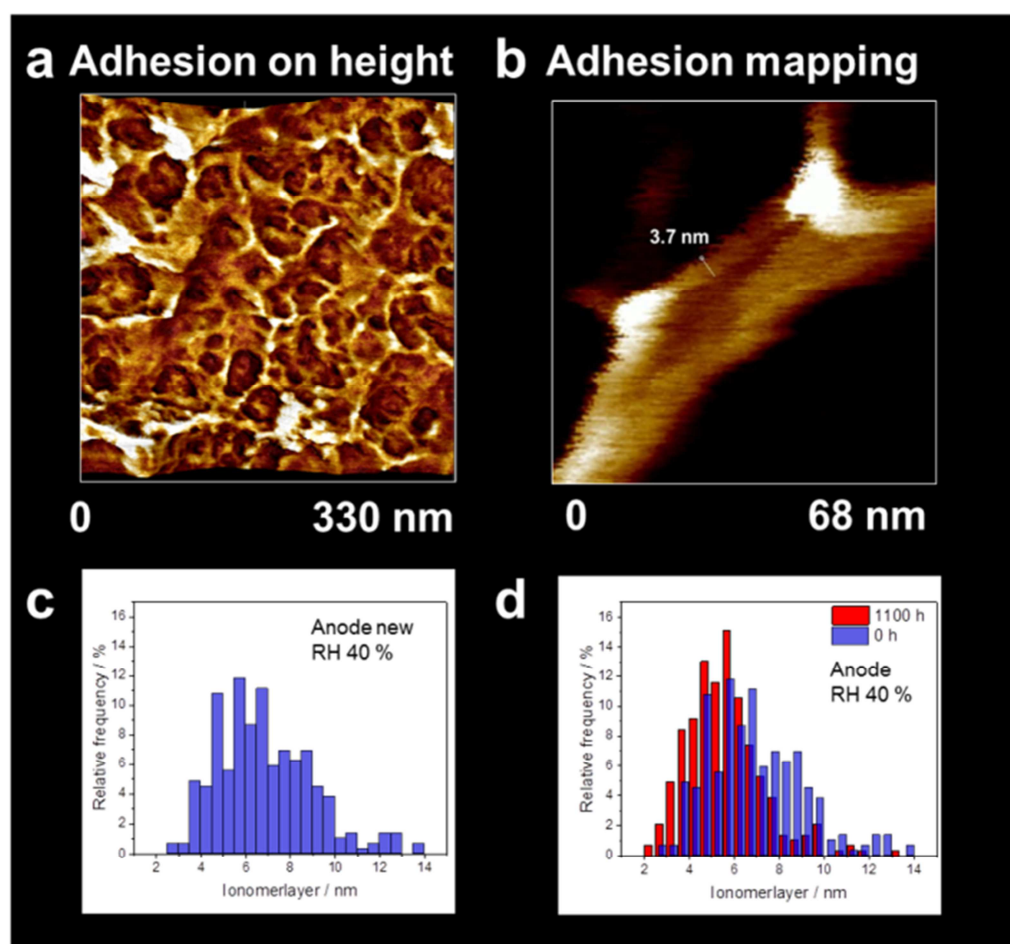 a Adhesion on height
b Adhesion mapping
3.7 nm
0 330 nm
0 68 nm
c
Anode new
RH 40 %
Relative frequency / %
16
14
12
10
8
6
4
2
0
2 4 6 8 10 12 14
Ionomerlayer / nm
d
1100 h
0 h
Anode
RH 40 %
Relative frequency / %
16
14
12
10
8
6
4
2
0
2 4 6 8 10 12 14
Ionomerlayer / nm